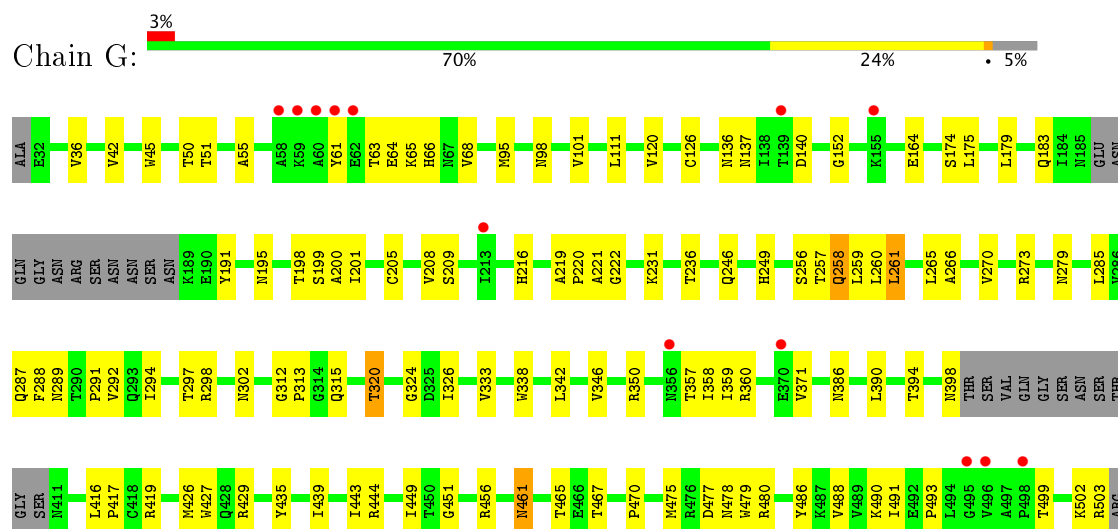 3%
Chain G:
70% 24% • 5%
ALA E32 V36 V42 W45 T50 T51 A55 A58 K59 A60 Y61 E62 T63 E64 K65 H66 N67 V68 M95 N98 V101 L111 V120 C126 N136 N137 I138 T139 D140 G152 K155 E164 S174 L175 L179 Q183 I184 N185 GLU ASN
GLN GLY ASN ARG SER ASN ASN SER ASN K189 E190 Y191 N195 T198 S199 A200 I201 C205 V208 S209 I213 H216 A219 P220 A221 G222 K231 T236 Q246 H249 S256 T257 Q258 L259 L260 L261 L265 A266 V270 R273 N279 L285 V286
Q287 F288 N289 T290 P291 V292 Q293 I294 T297 R298 N302 G312 P313 G314 Q315 T320 G324 D325 I326 V333 W338 L342 V346 R350 N356 T357 I358 I359 R360 E370 V371 N386 L390 T394 N398 THR SER VAL GLN GLY SER ASN SER THR
GLY SER N411 L416 P417 C418 R419 M426 W427 Q428 R429 Y435 I439 I443 R444 I449 T450 G451 R456 N461 T465 E466 T467 P470 M475 R476 D477 N478 W479 R480 Y486 K487 V488 V489 K490 I491 E492 P493 L494 G495 V496 A497 P498 T499 K502 R503